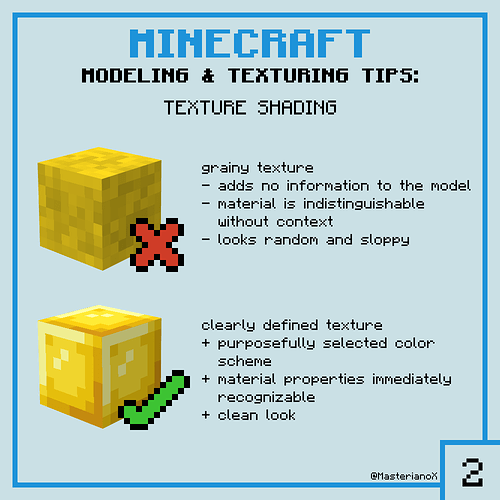 MINECRAFT
MODELING & TEXTURING TIPS:
TEXTURE SHADING
grainy texture
- adds no information to the model
- material is indistinguishable
without context
- looks random and sloppy
clearly defined texture
+ purposefully selected color
scheme
+ material properties immediately
recognizable
+ clean look
@MasterianoX
2